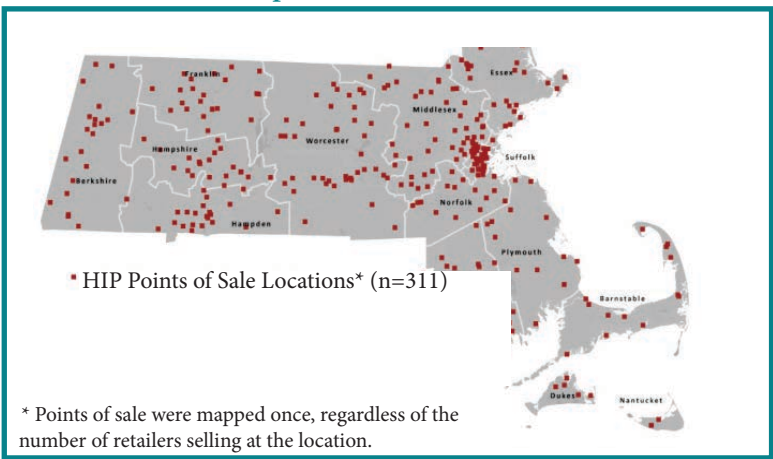 Franklin
Essex
Middlesex
Worcester
Hampshire
Suffolk
Berkshire
Norfolk
Hampden
Plymouth
HIP Points of Sale Locations* (n=311)
Barnstable
Dukes
Nantucket
* Points of sale were mapped once, regardless of the
number of retailers selling at the location.